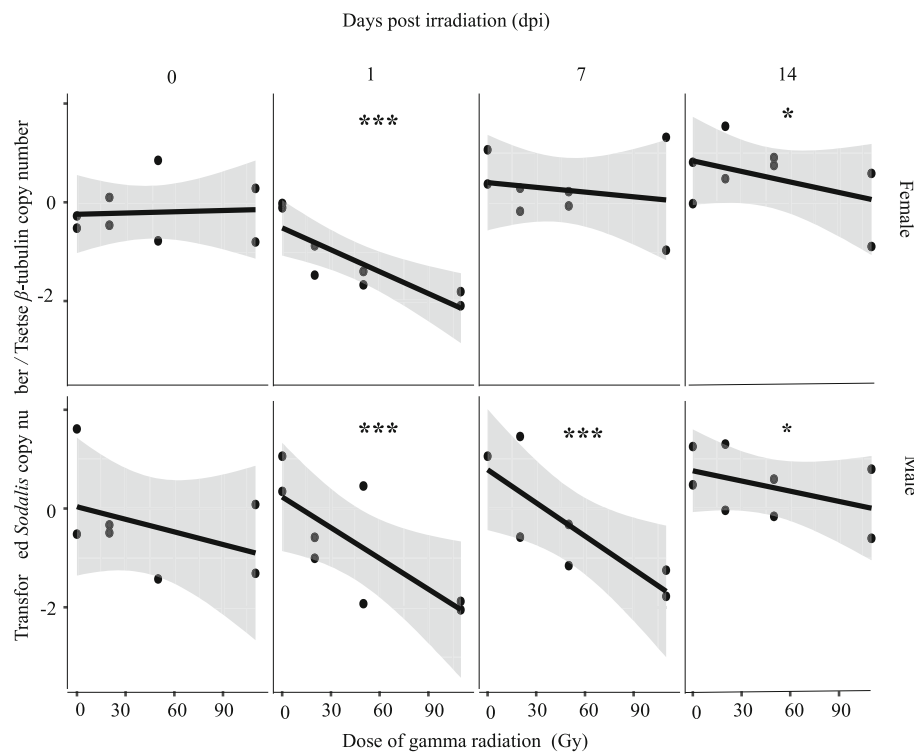 Days post irradiation (dpi)
0 1 7 14
*** *
Female
0
-2
ber / Tsetse β-tubulin copy number
*** *** *
Male
0
-2
Transfor ed Sodalis copy nu
0 30 60 90 0 30 60 90 0 30 60 90 0 30 60 90
Dose of gamma radiation (Gy)